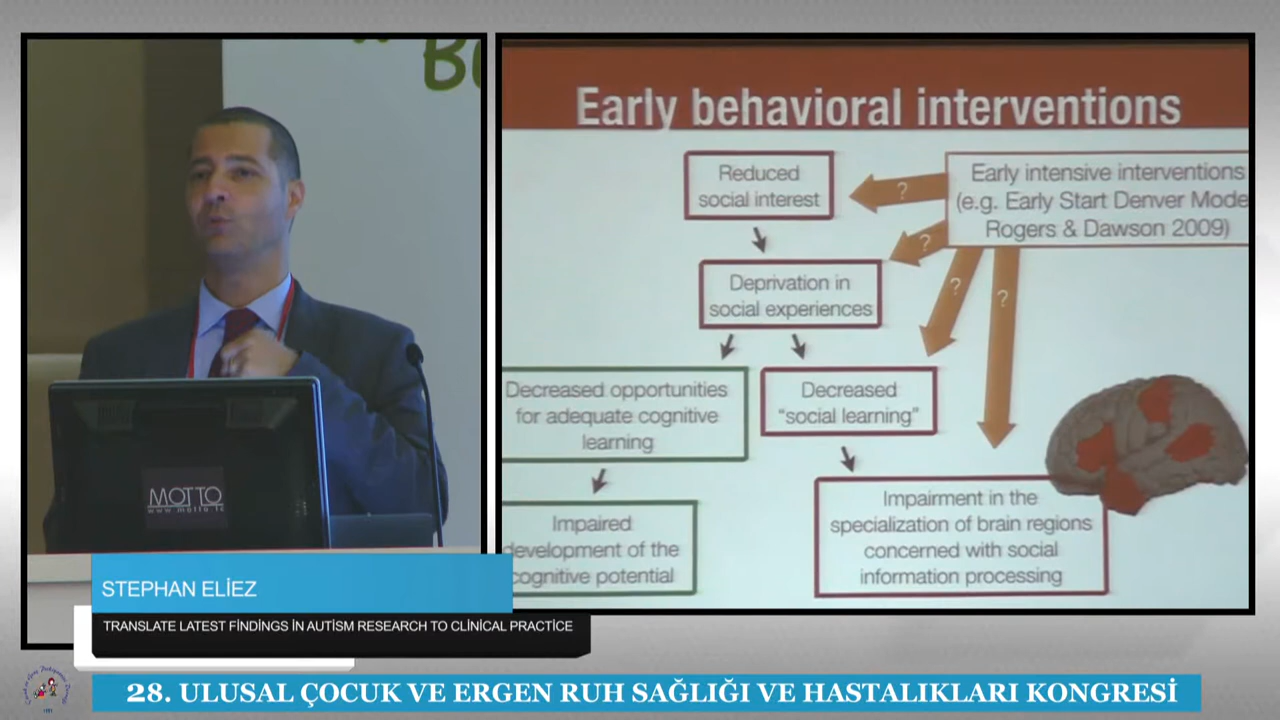 BU
Early behavioral interventions
Reduced
social interest
Early intensive interventions
(e.g. Early Start Denver Mode
Rogers & Dawson 2009)
?
?
?
?
Deprivation in
social experiences
Decreased opportunities
for adequate cognitive
learning
Decreased
“social learning”
Impaired
development of the
cognitive potential
Impairment in the
specialization of brain regions
concerned with social
information processing
MOTTO
www.motto.tc
STEPHAN ELİEZ
TRANSLATE LATEST FİNDİNGS İN AUTİSM RESEARCH TO CLİNİCAL PRACTİCE
28. ULUSAL ÇOCUK VE ERGEN RUH SAĞLIĞI VE HASTALIKLARI KONGRESİ